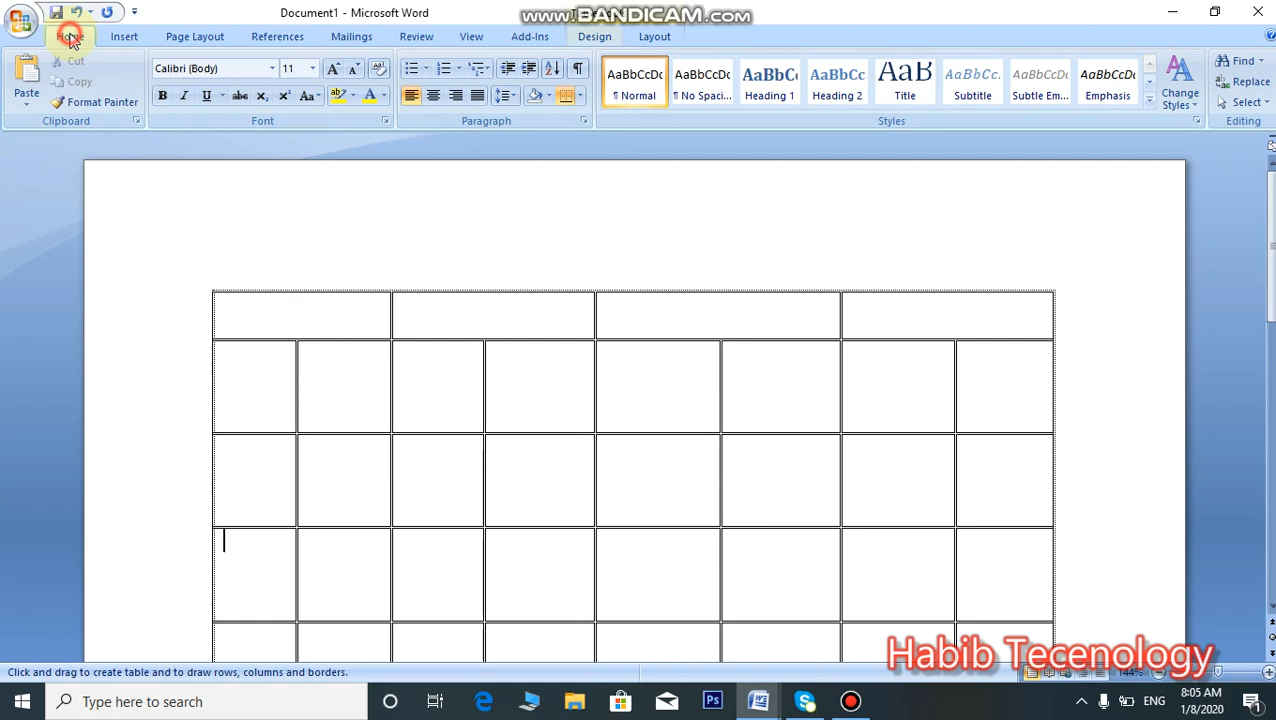 Document1 - Microsoft Word
www.BANDICAM.com
Home Insert Page Layout References Mailings Review View Add-Ins Design Layout
Cut
Copy
Paste
Format Painter
Clipboard
Calibri (Body) 11
Font
Paragraph
AaBbCcDc AaBbCcDc AaBbCc AaBbCc AaB AaBbCc. AaBbCcDc AaBbCcDc
¶ Normal ¶ No Spaci... Heading 1 Heading 2 Title Subtitle Subtle Em... Emphasis
Change Styles
Styles
Find
Replace
Select
Editing
Habib Tecenology
Click and drag to create table and to draw rows, columns and borders.
144%
Type here to search
ENG
8:05 AM
1/8/2020